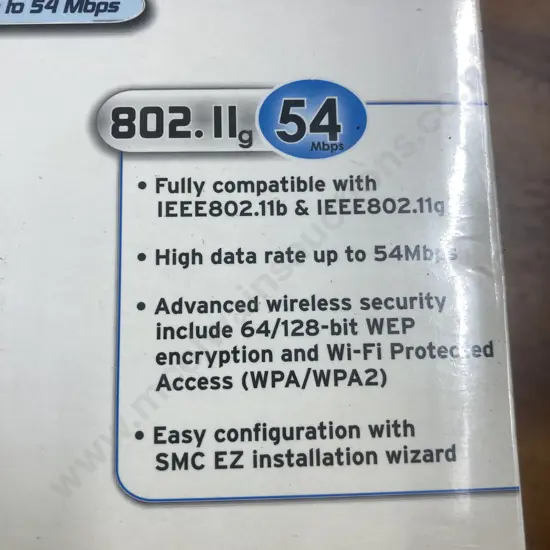 to 54 Mbps
802.11g 54
Mbps
• Fully compatible with
IEEE802.11b & IEEE802.11g
• High data rate up to 54Mbps
• Advanced wireless security
include 64/128-bit WEP
encryption and Wi-Fi Protected
Access (WPA/WPA2)
• Easy configuration with
SMC EZ installation wizard